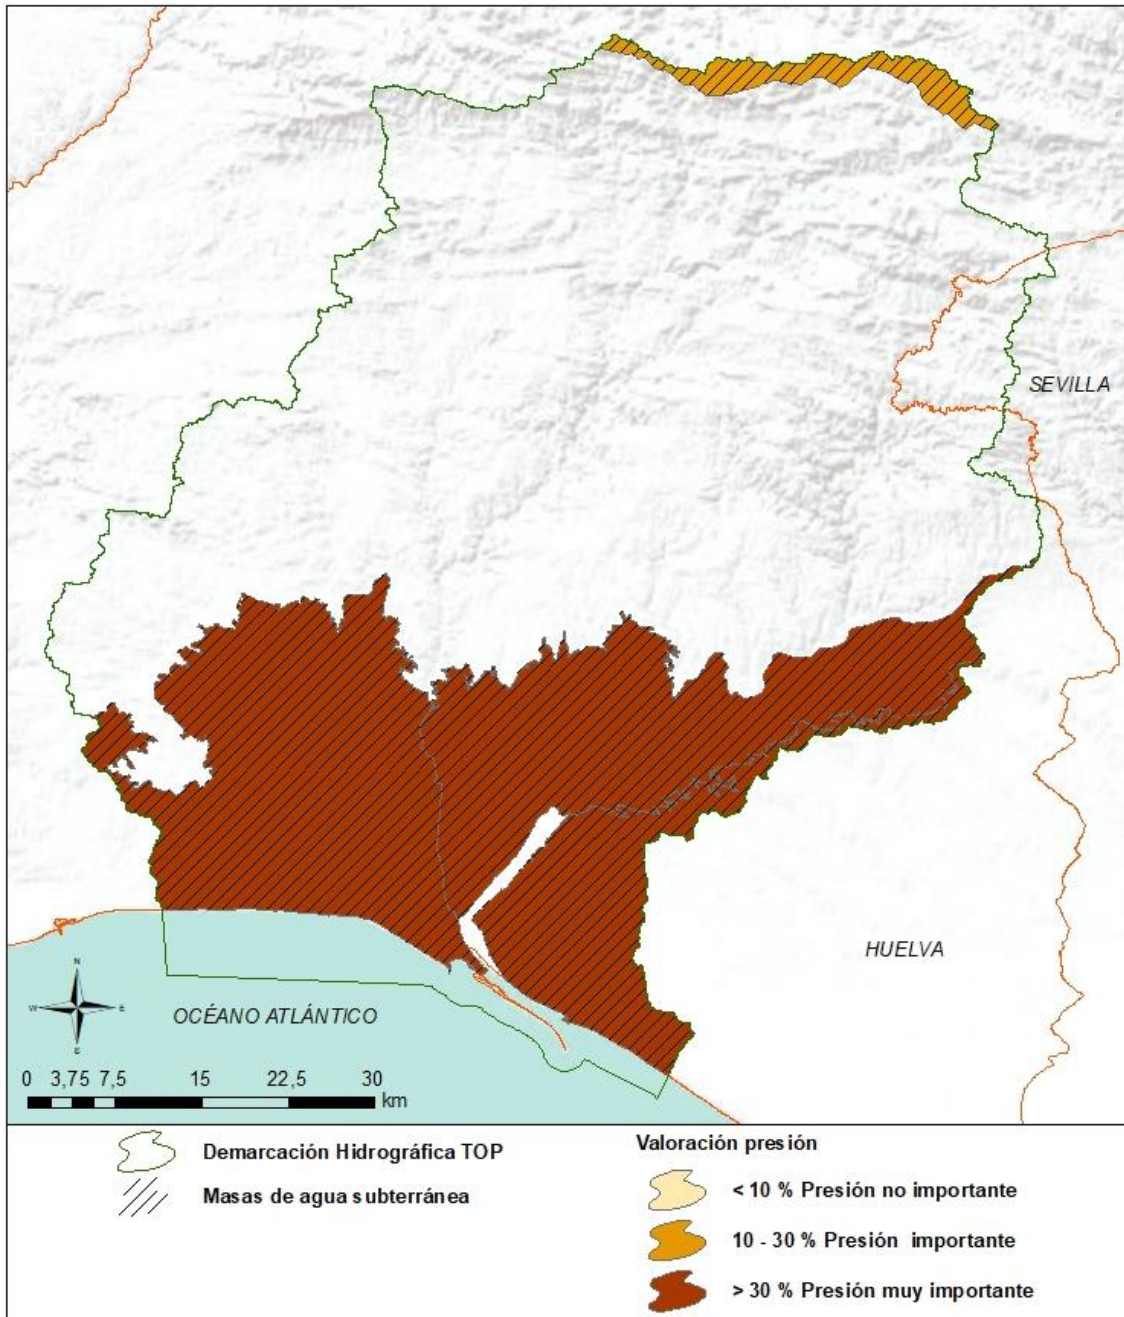 SEVILLA
HUELVA
N
W E
S
OCÉANO ATLÁNTICO
0 3,75 7,5 15 22,5 30
km
Demarcación Hidrográfica TOP
Masas de agua subterránea
Valoración presión
< 10 % Presión no importante
10 - 30 % Presión importante
> 30 % Presión muy importante